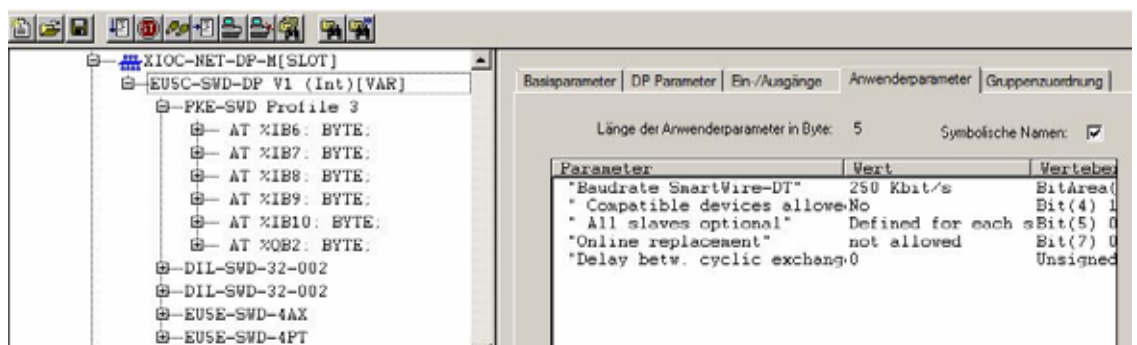 XIOC-NET-DP-M[SLOT]
EU5C-SWD-DP V1 (Int)[VAR]
PKE-SWD Profile 3
AT %IB6: BYTE;
AT %IB7: BYTE;
AT %IB8: BYTE;
AT %IB9: BYTE;
AT %IB10: BYTE;
AT %QB2: BYTE;
DIL-SWD-32-002
DIL-SWD-32-002
EU5E-SWD-4AX
EU5E-SWD-4PT
Basisparameter DP Parameter Ein-/Ausgänge Anwenderparameter Gruppenzuordnung
Länge der Anwenderparameter in Byte: 5 Symbolische Namen:
Parameter Wert Werteber
"Baudrate SmartWire-DT" 250 Kbit/s BitArea(
" Compatible devices allowe No Bit(4) 1
" All slaves optional" Defined for each s Bit(5) 0
"Online replacement" not allowed Bit(7) 0
"Delay betw. cyclic exchang 0 Unsigned